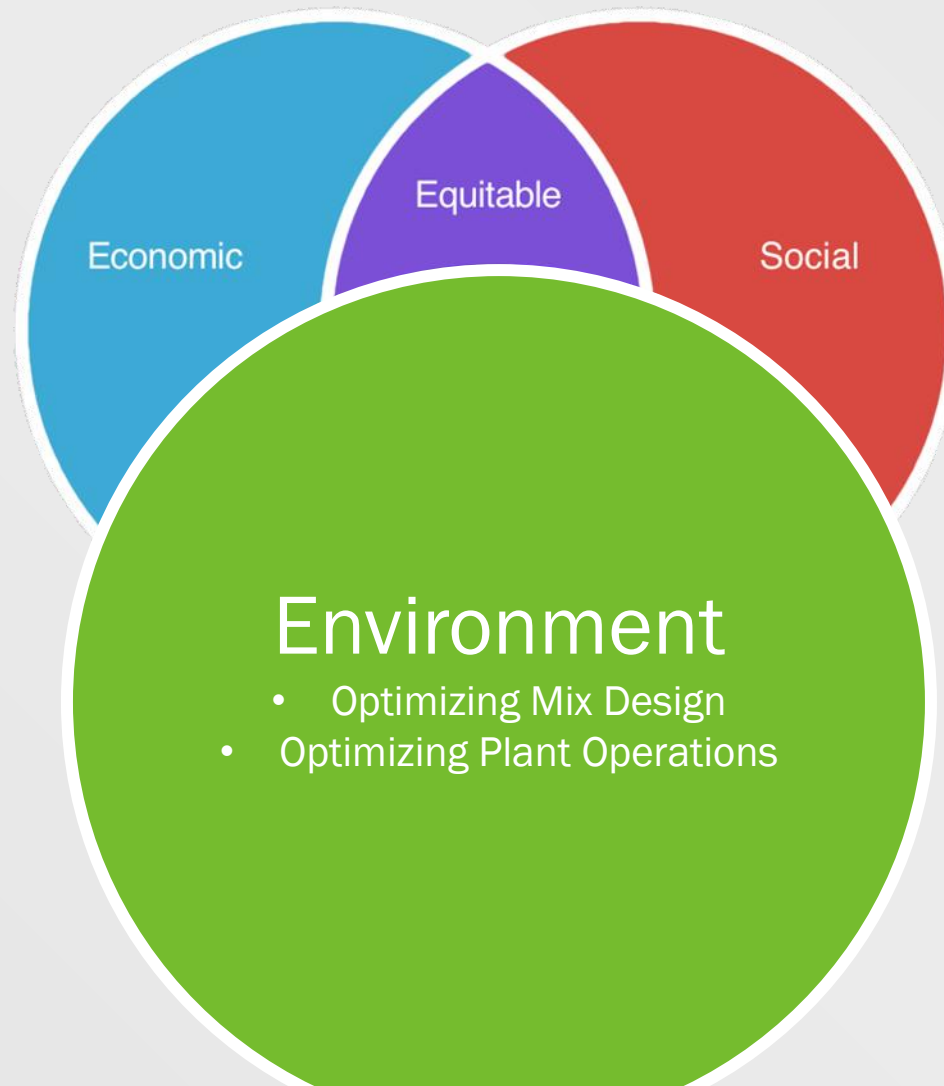 Equitable
Economic
Social
Environment
• Optimizing Mix Design
• Optimizing Plant Operations